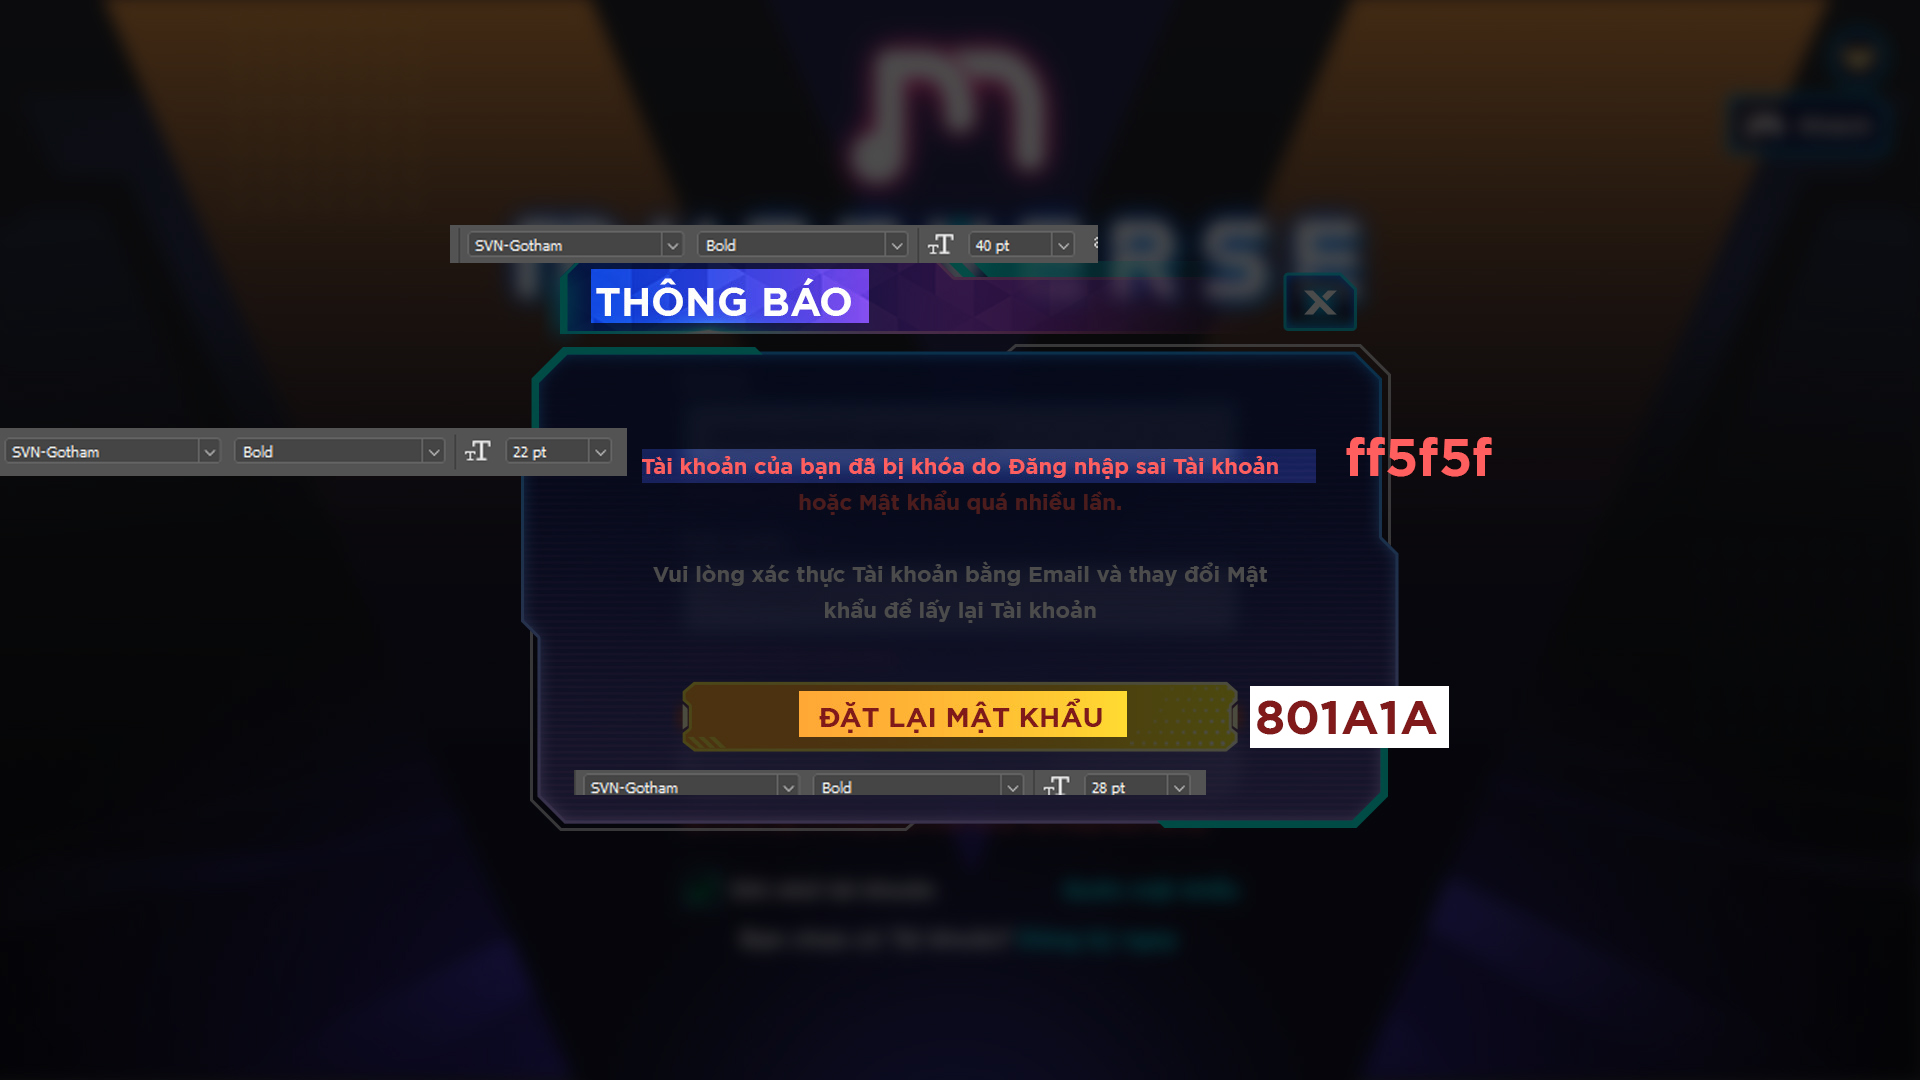 SVN-Gotham Bold 40 pt
THÔNG BÁO X
SVN-Gotham Bold 22 pt
Tài khoản của bạn đã bị khóa do Đăng nhập sai Tài khoản ff5f5f
hoặc Mật khẩu quá nhiều lần.
Vui lòng xác thực Tài khoản bằng Email và thay đổi Mật
khẩu để lấy lại Tài khoản
ĐẶT LẠI MẬT KHẨU 801A1A
SVN-Gotham Bold 28 pt